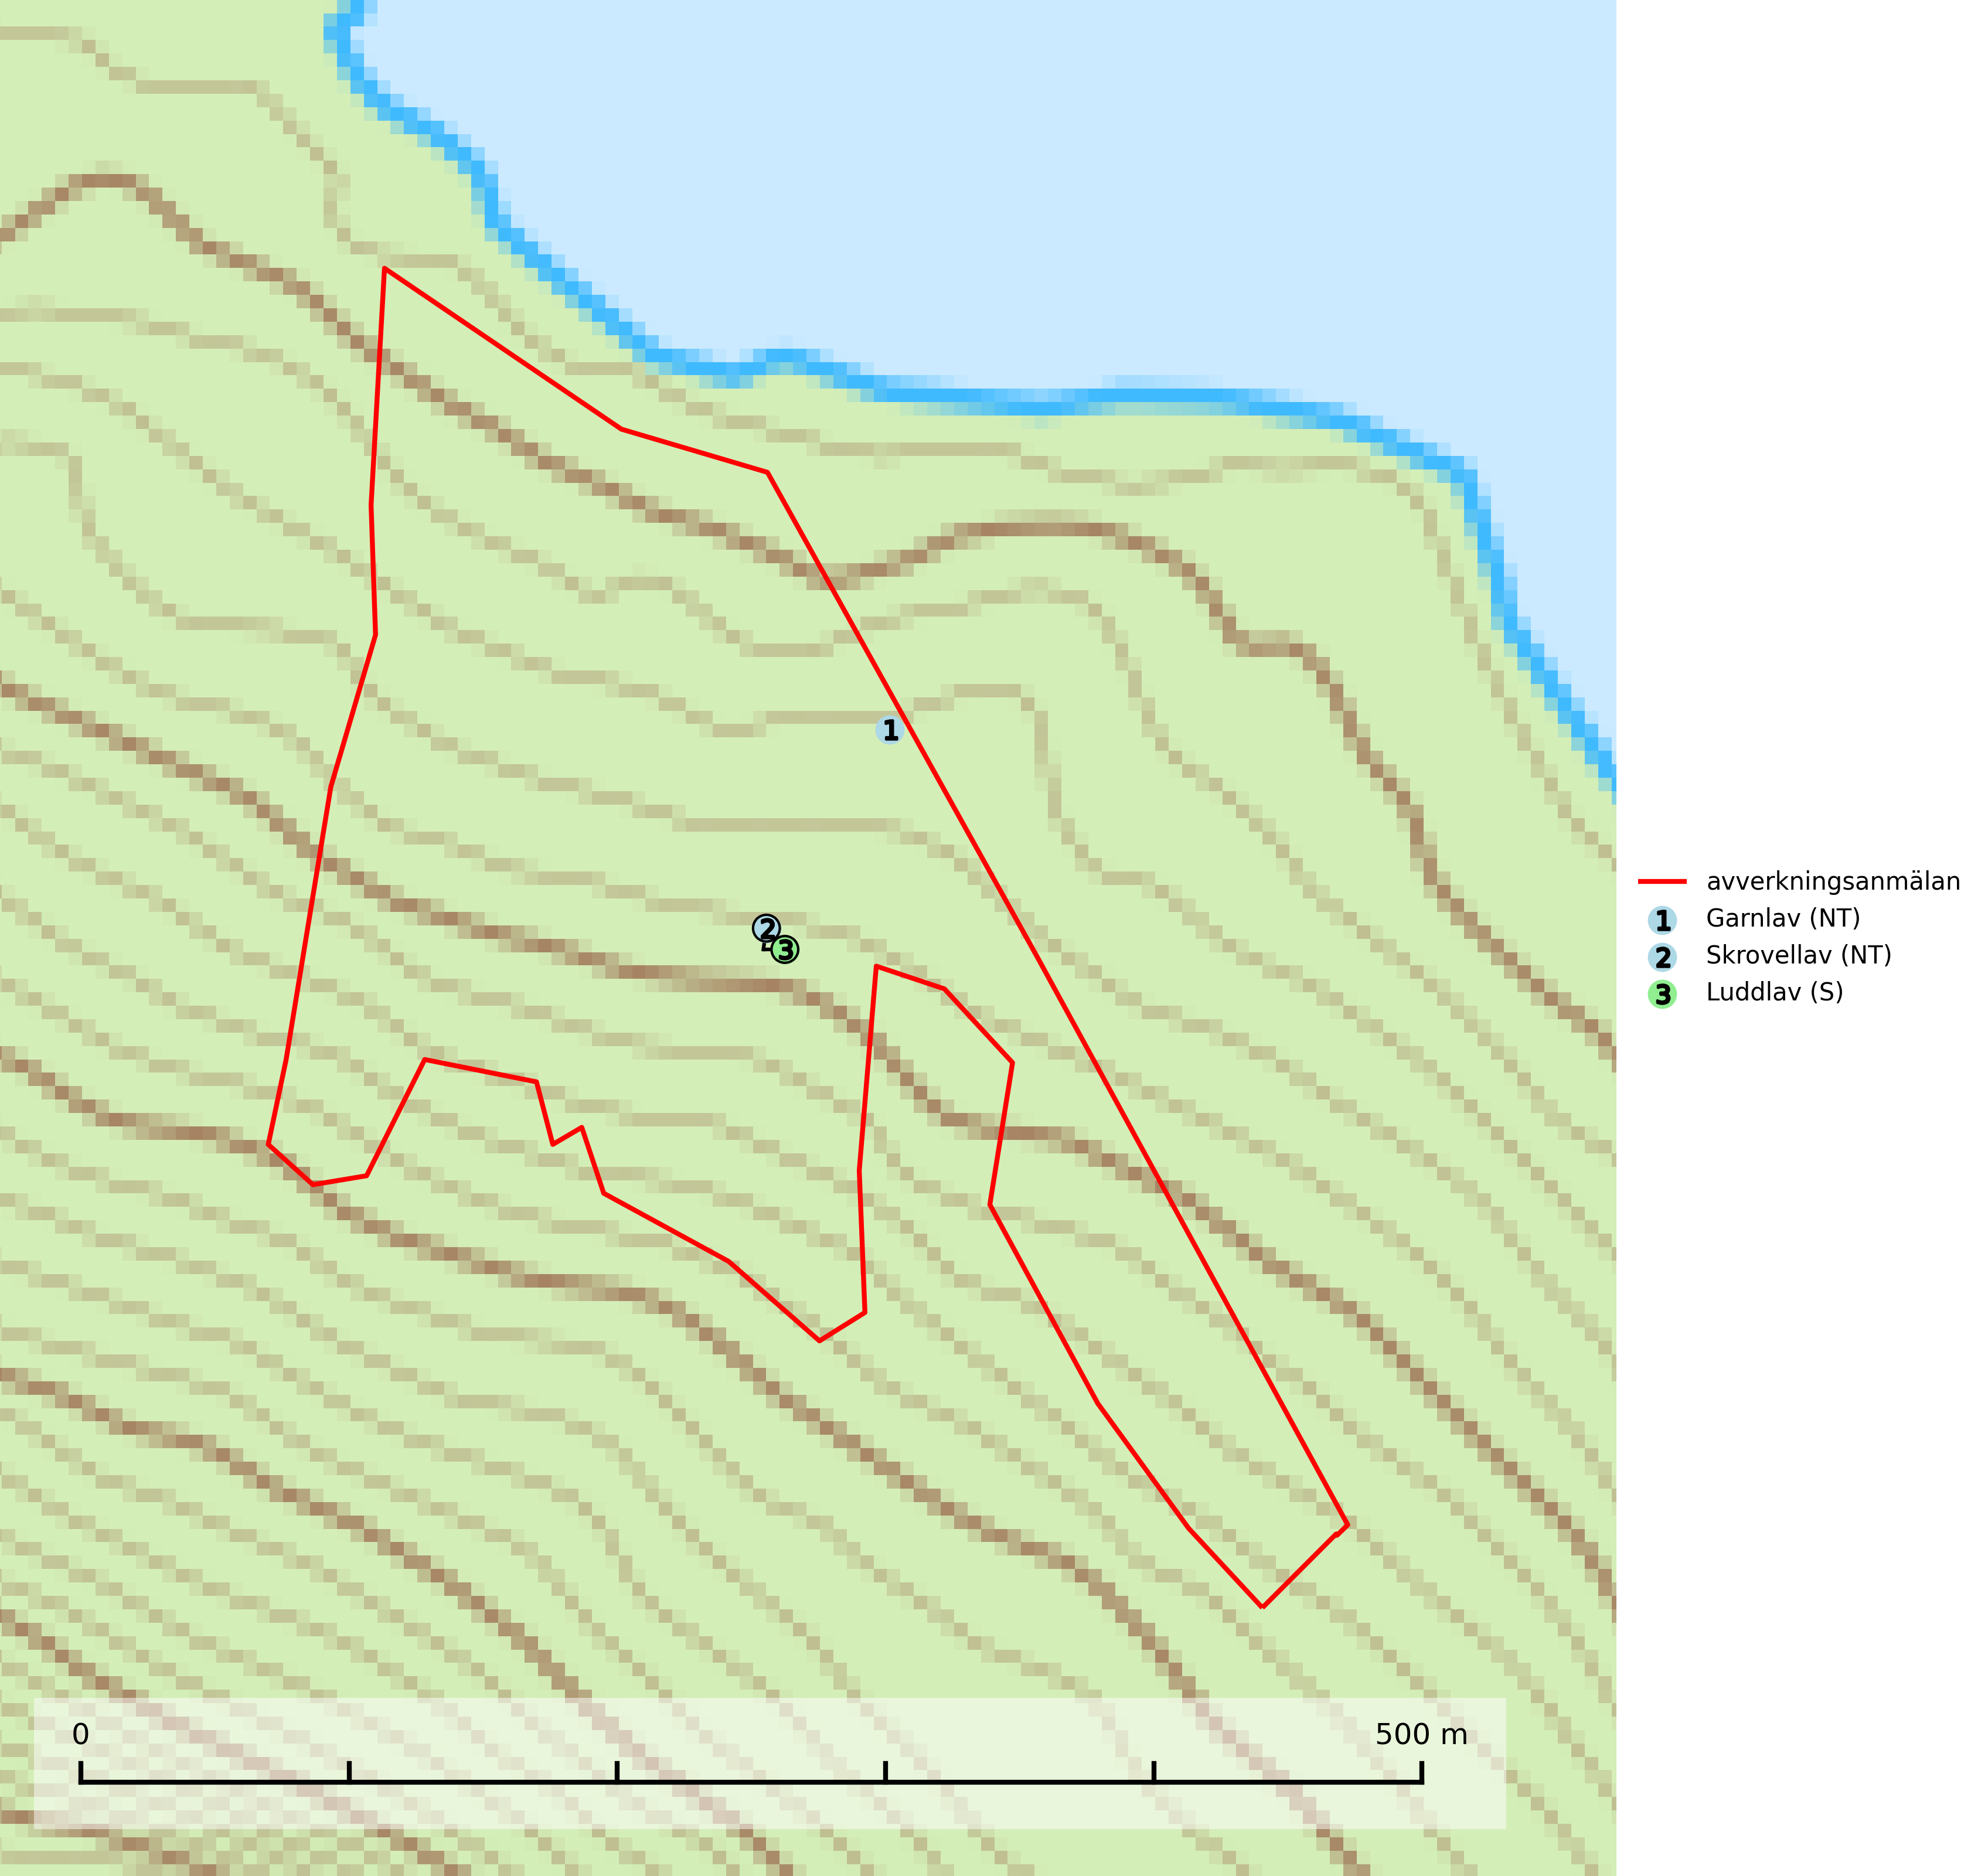 1
2
3
avverkningsanmälan
1 Garnlav (NT)
2 Skrovellav (NT)
3 Luddlav (S)
0 500 m